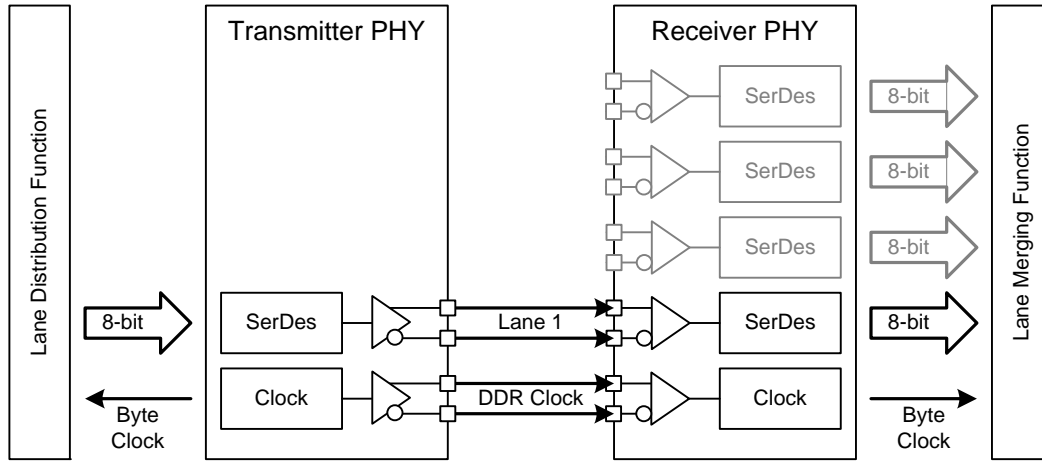 Lane Distribution Function
Transmitter PHY
Receiver PHY
Lane Merging Function
SerDes
8-bit
SerDes
8-bit
SerDes
8-bit
8-bit
SerDes
Lane 1
SerDes
8-bit
Byte
Clock
Clock
DDR Clock
Clock
Byte
Clock